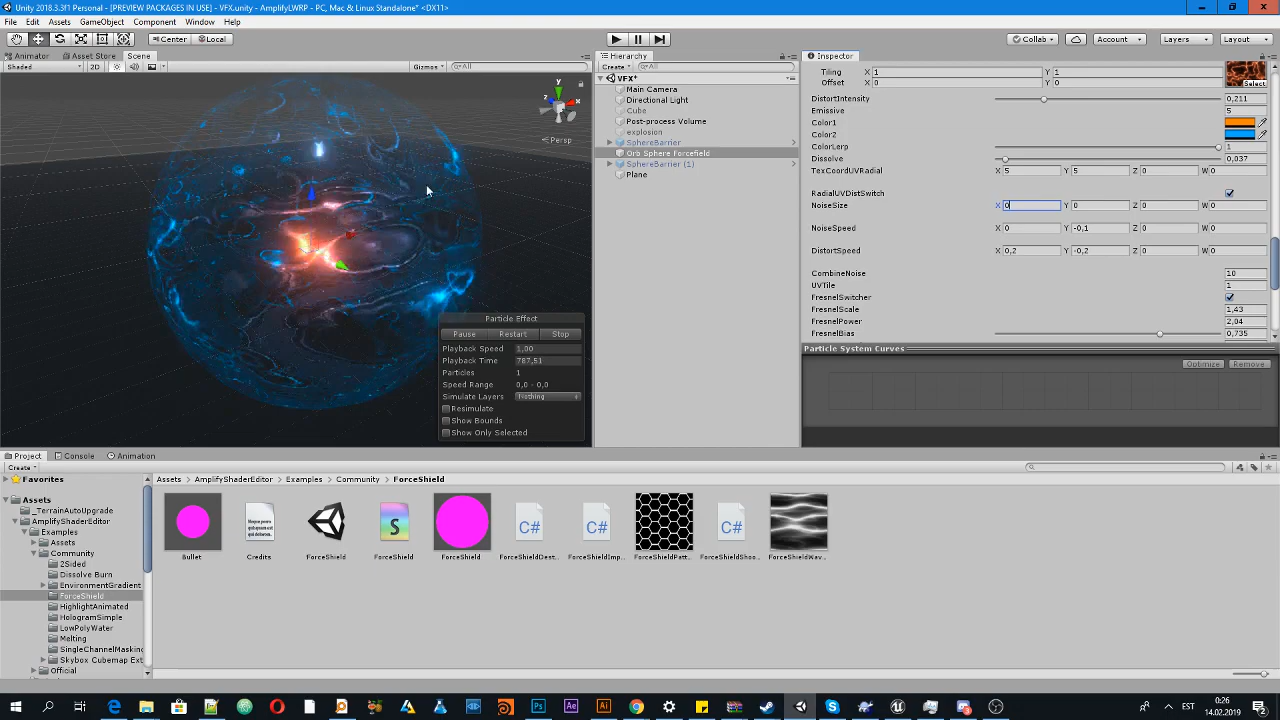 Unity 2018.3.3f1 Personal - [PREVIEW PACKAGES IN USE] - VFX.unity - AmplifyLWRP - PC, Mac & Linux Standalone* <DX11>
File Edit Assets GameObject Component Window Help
Center Local Collab Account Layers Layout
Animator Asset Store Scene
Shaded 2D Gizmos All
y x Persp
Particle Effect
Pause Restart Stop
Playback Speed 1,00
Playback Time 787,51
Particles 1
Speed Range 0,0 - 0,0
Simulate Layers Nothing
Resimulate
Show Bounds
Show Only Selected
Hierarchy
Create All
VFX*
Main Camera
Directional Light
Cube
Post-process Volume
explosion
SphereBarrier
Orb Sphere Forcefield
SphereBarrier (1)
Plane
Inspector
Tiling X 1 Y 1
Offset X 0 Y 0 Select
DistortIntensity 0,211
Emissive 5
Color1
Color2
ColorLerp 1
Dissolve 0,037
TexCoordUVRadial X 5 Y 5 Z 0 W 0
RadialUVDistSwitch
NoiseSize X 0 Y 0 Z 0 W 0
NoiseSpeed X 0 Y -0,1 Z 0 W 0
DistortSpeed X 0,2 Y -0,2 Z 0 W 0
CombineNoise 10
UVTile 1
FresnelSwitcher
FresnelScale 1,43
FresnelPower 2,04
FresnelBias 0,735
Particle System Curves
Optimize Remove
Project Console Animation
Create
Favorites
Assets
_TerrainAutoUpgrade
AmplifyShaderEditor
Examples
Assets
Community
2Sided
Dissolve Burn
EnvironmentGradient
ForceShield
HighlightAnimated
HologramSimple
LowPolyWater
Melting
SingleChannelMasking
Skybox Cubemap Ext
Official
Assets AmplifyShaderEditor Examples Community ForceShield
S C# C# C#
Bullet Credits ForceShield ForceShield ForceShield ForceShieldDest... ForceShieldImp... ForceShieldPatt... ForceShieldShoo... ForceShieldWav...
Ps Ae Ai
EST 0:26
14.02.2019